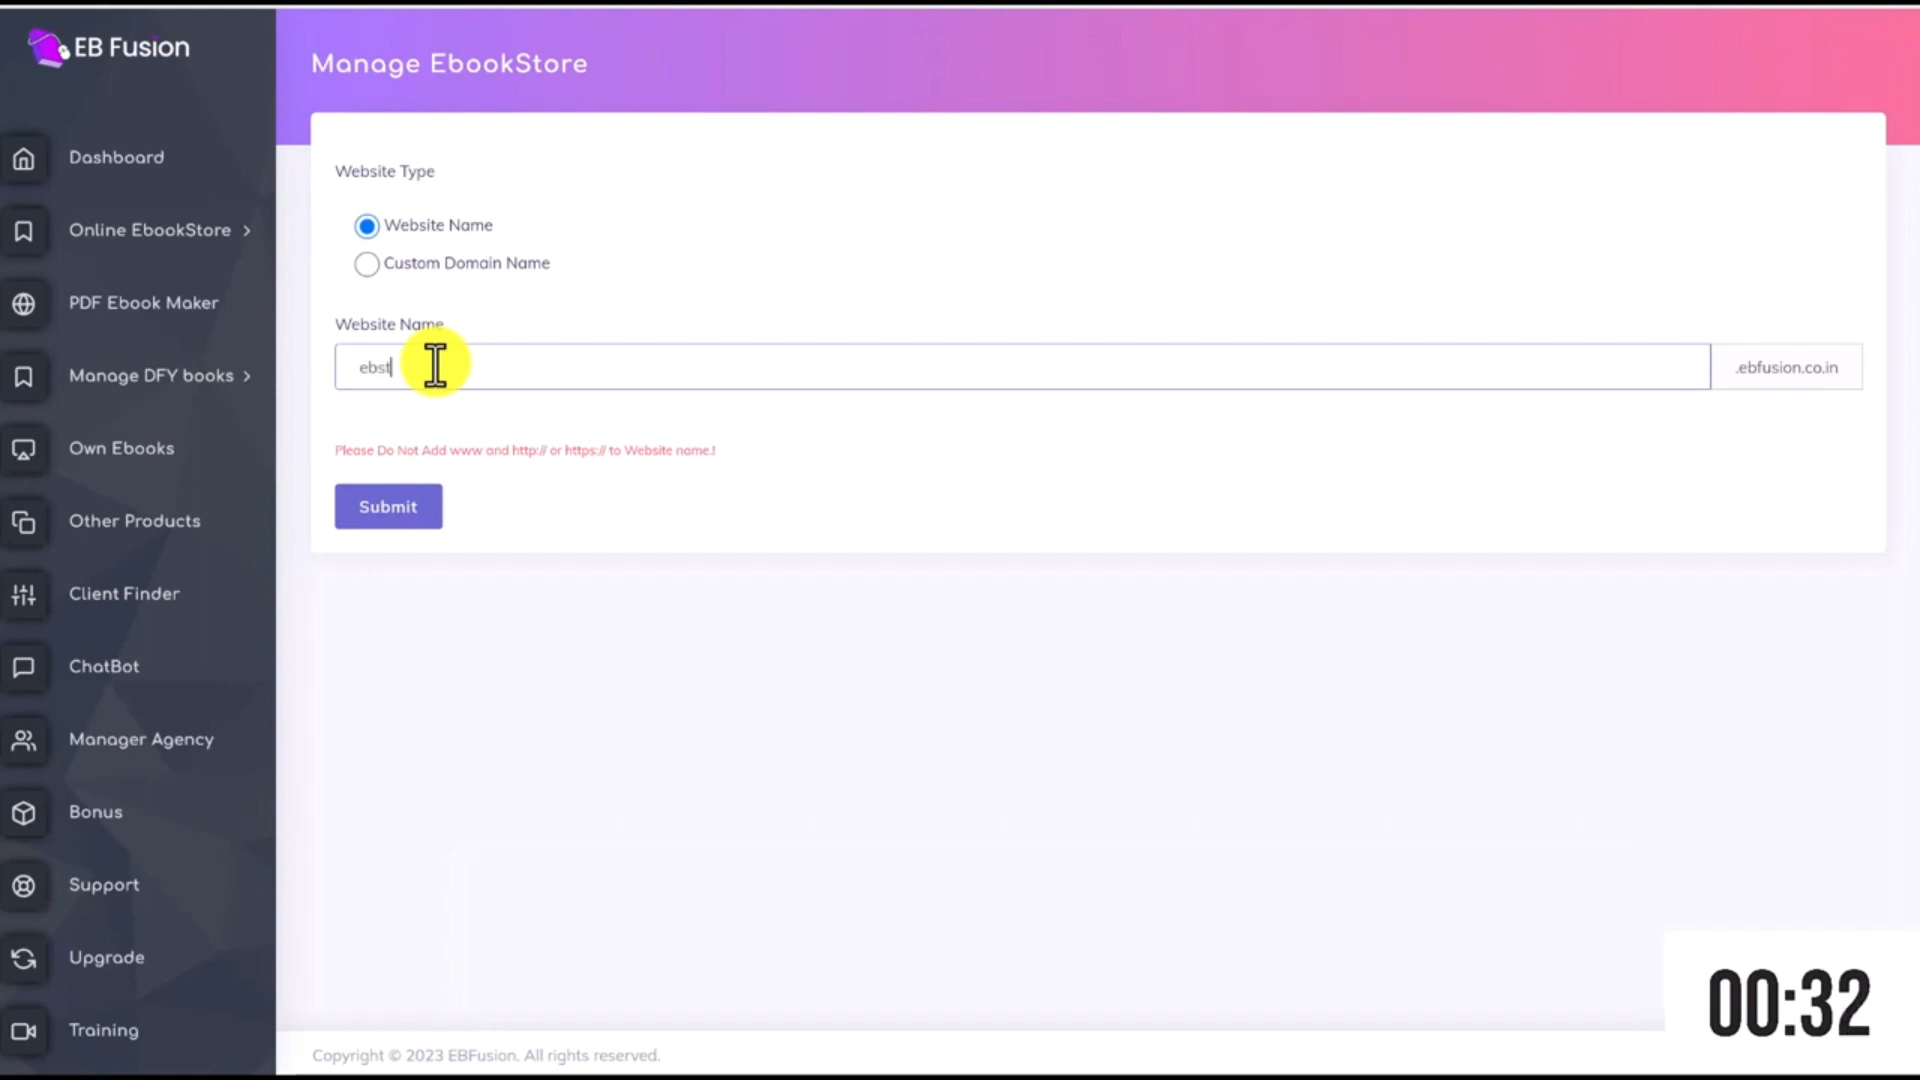 EB Fusion
Manage EbookStore
Dashboard
Online EbookStore
PDF Ebook Maker
Manage DFY books
Own Ebooks
Other Products
Client Finder
ChatBot
Manager Agency
Bonus
Support
Upgrade
Training
Website Type
Website Name
Custom Domain Name
Website Name
ebst
.ebfusion.co.in
Please Do Not Add www and http:// or https:// to Website name.!
Submit
00:32
Copyright © 2023 EBFusion. All rights reserved.